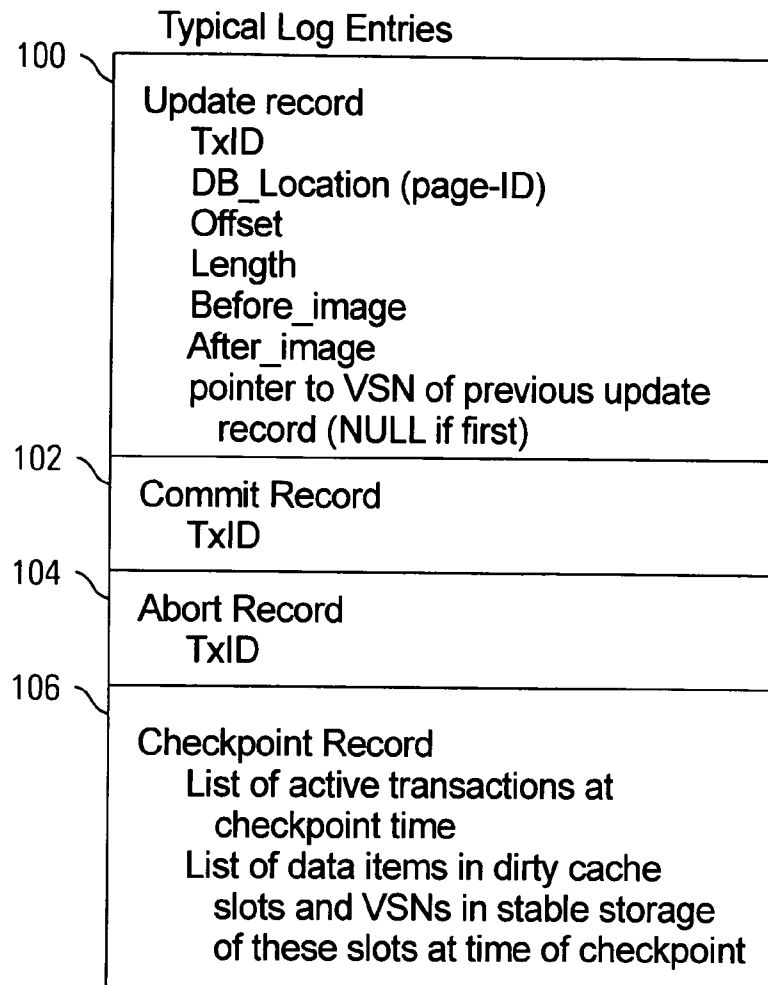 Typical Log Entries
100
Update record
TxID
DB_Location (page-ID)
Offset
Length
Before_image
After_image
pointer to VSN of previous update
record (NULL if first)
102
Commit Record
TxID
104
Abort Record
TxID
106
Checkpoint Record
List of active transactions at
checkpoint time
List of data items in dirty cache
slots and VSNs in stable storage
of these slots at time of checkpoint